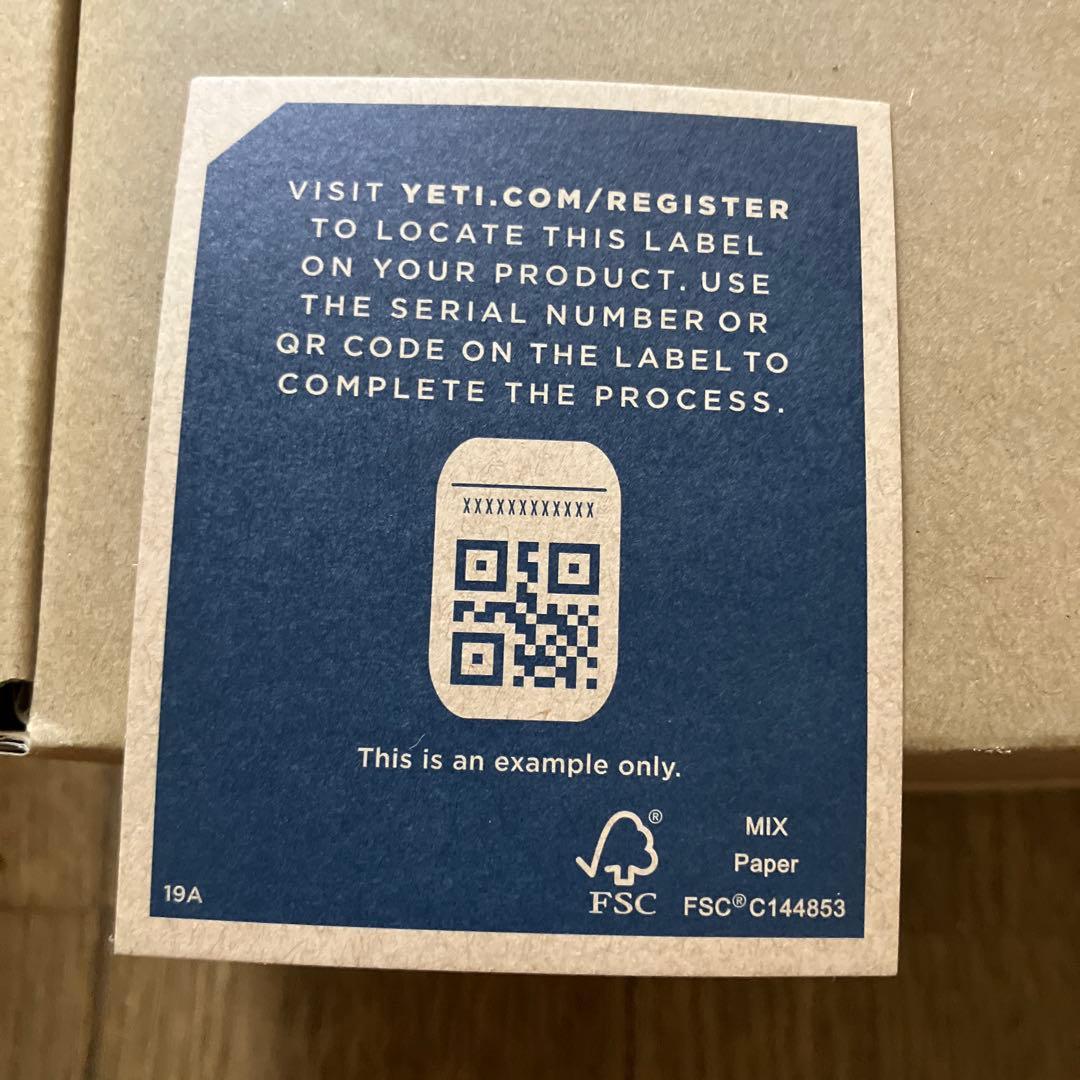 VISIT YETI.COM/REGISTER
TO LOCATE THIS LABEL
ON YOUR PRODUCT. USE
THE SERIAL NUMBER OR
QR CODE ON THE LABEL TO
COMPLETE THE PROCESS.
XXXXXXXXXXXX
This is an example only.
®
MIX
Paper
FSC
FSC® C144853
19A